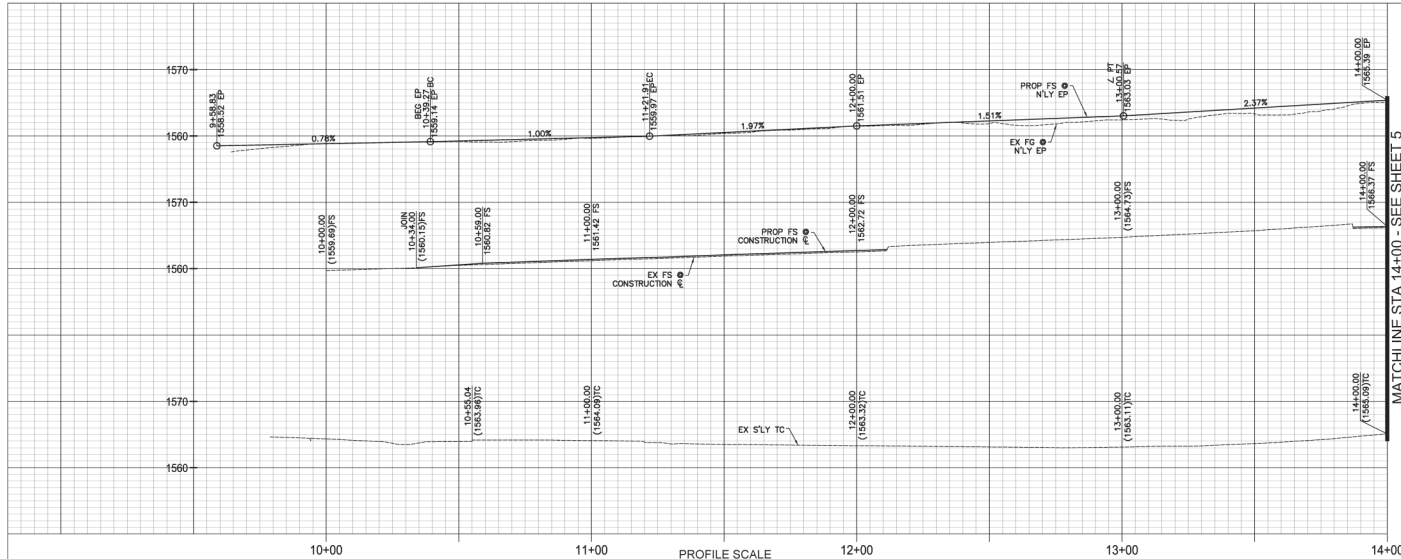 1570
1560
9+58.83
1558.52 EP
0.78%
BEG EP
10+39.27 BC
1559.14 EP
1.00%
11+21.91 EC
1559.97 EP
1.97%
12+00.00
1561.51 EP
1.51%
PROP FS @
N'LY EP
EX FG @
N'LY EP
∠ PT
13+00.57
1563.03 EP
2.37%
14+00.00
1565.39 EP
1570
1560
10+00.00
(1559.69)FS
JOIN
10+34.00
(1560.15)FS
10+59.00
1560.82 FS
11+00.00
1561.42 FS
EX FS @
CONSTRUCTION ℄
PROP FS @
CONSTRUCTION ℄
12+00.00
1562.72 FS
13+00.00
(1564.73)FS
14+00.00
1566.37 FS
1570
1560
10+55.04
(1563.96)TC
11+00.00
(1564.09)TC
EX S'LY TC
12+00.00
(1563.32)TC
13+00.00
(1563.11)TC
14+00.00
(1565.09)TC
MATCHLINE STA 14+00 - SEE SHEET 5
10+00
11+00
PROFILE SCALE
12+00
13+00
14+00